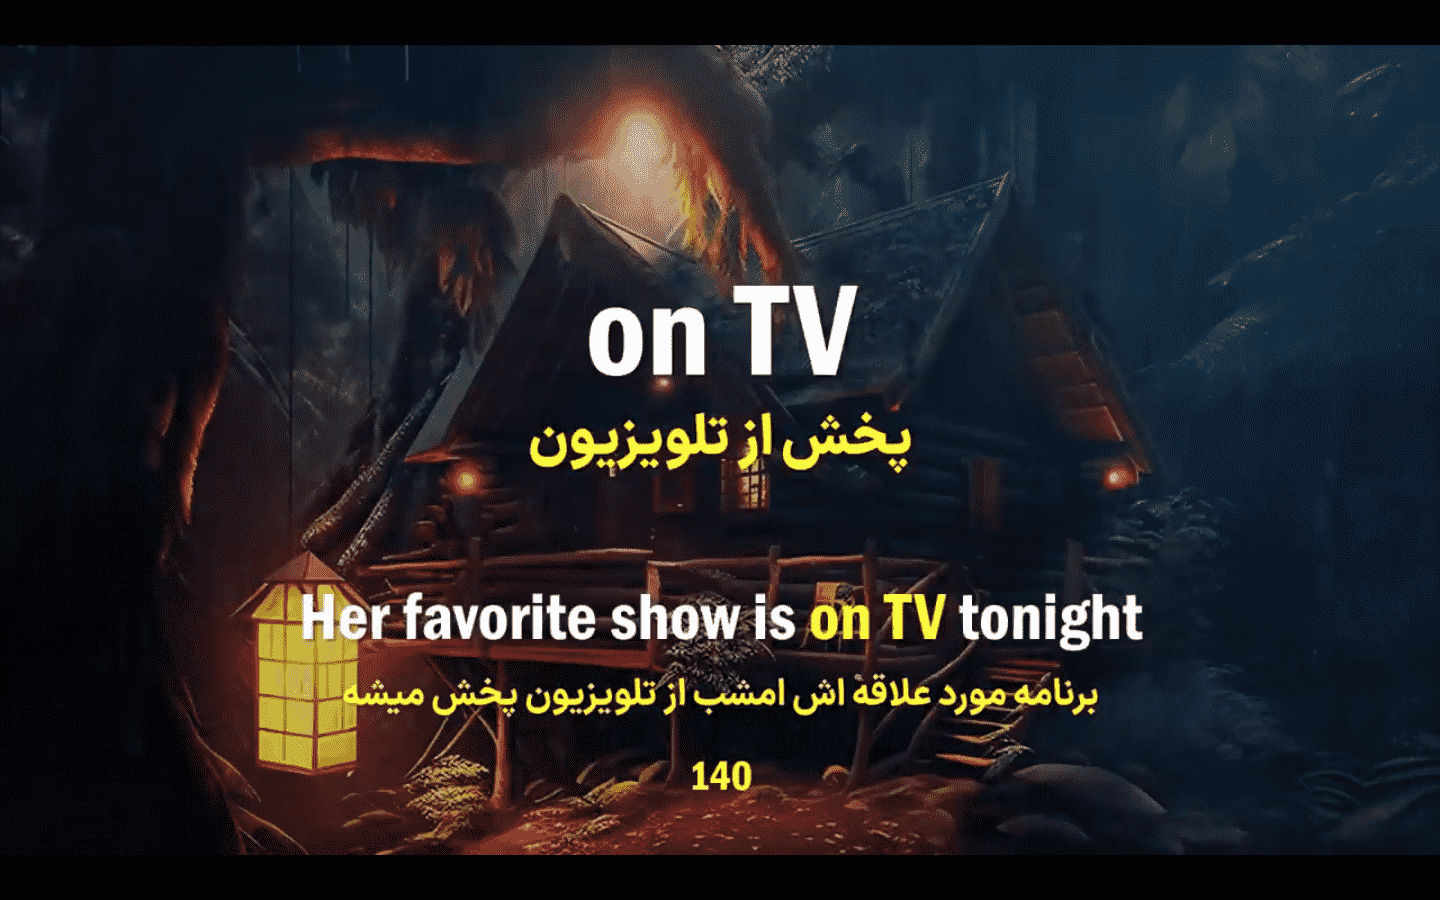 on TV
پخش از تلویزیون
Her favorite show is on TV tonight
برنامه مورد علاقه اش امشب از تلویزیون پخش میشه
140